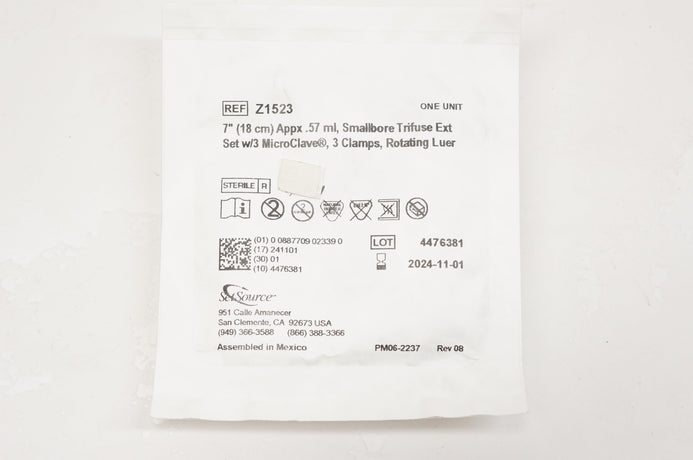 REF Z1523 ONE UNIT
7" (18 cm) Appx .57 ml, Smallbore Trifuse Ext
Set w/3 MicroClave®, 3 Clamps, Rotating Luer
STERILE R
(01) 0 0887709 02339 0
(17) 241101
(30) 01
(10) 4476381
LOT 4476381
2024-11-01
SetSource
951 Calle Amanecer
San Clemente, CA 92673 USA
(949) 366-3588 (866) 388-3366
Assembled in Mexico PM06-2237 Rev 08